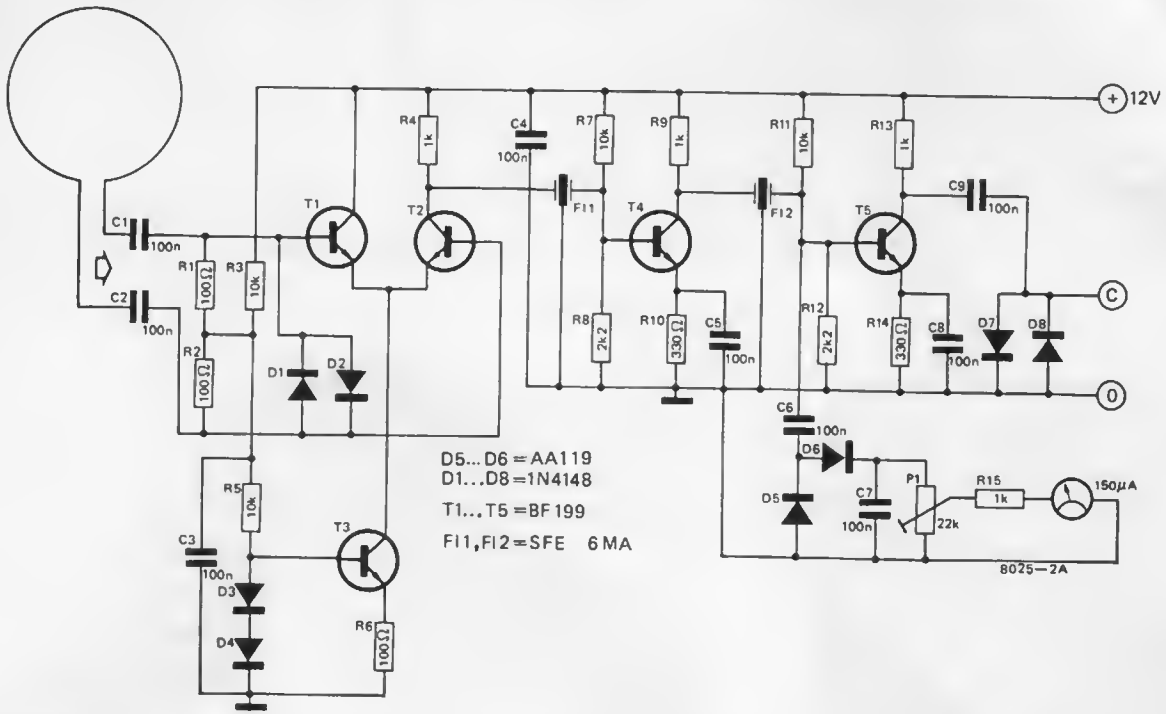 + 12V
R4
1k
C4
100n
R7
10k
R9
1k
R11
10k
R13
1k
C9
100n
T1
T2
F11
T4
F12
T5
C1
100n
R1
100Ω
R3
10k
C2
100n
R2
100Ω
D1
D2
R8
2k2
R10
330Ω
C5
100n
R12
2k2
R14
330Ω
C8
100n
D7
D8
C
0
C6
100n
D6
D5
C7
100n
P1
22k
R15
1k
150µA
8025-2A
D5...D6=AA119
D1...D8=1N4148
T1...T5=BF199
F11,F12=SFE 6MA
R5
10k
C3
100n
T3
D3
D4
R6
100Ω